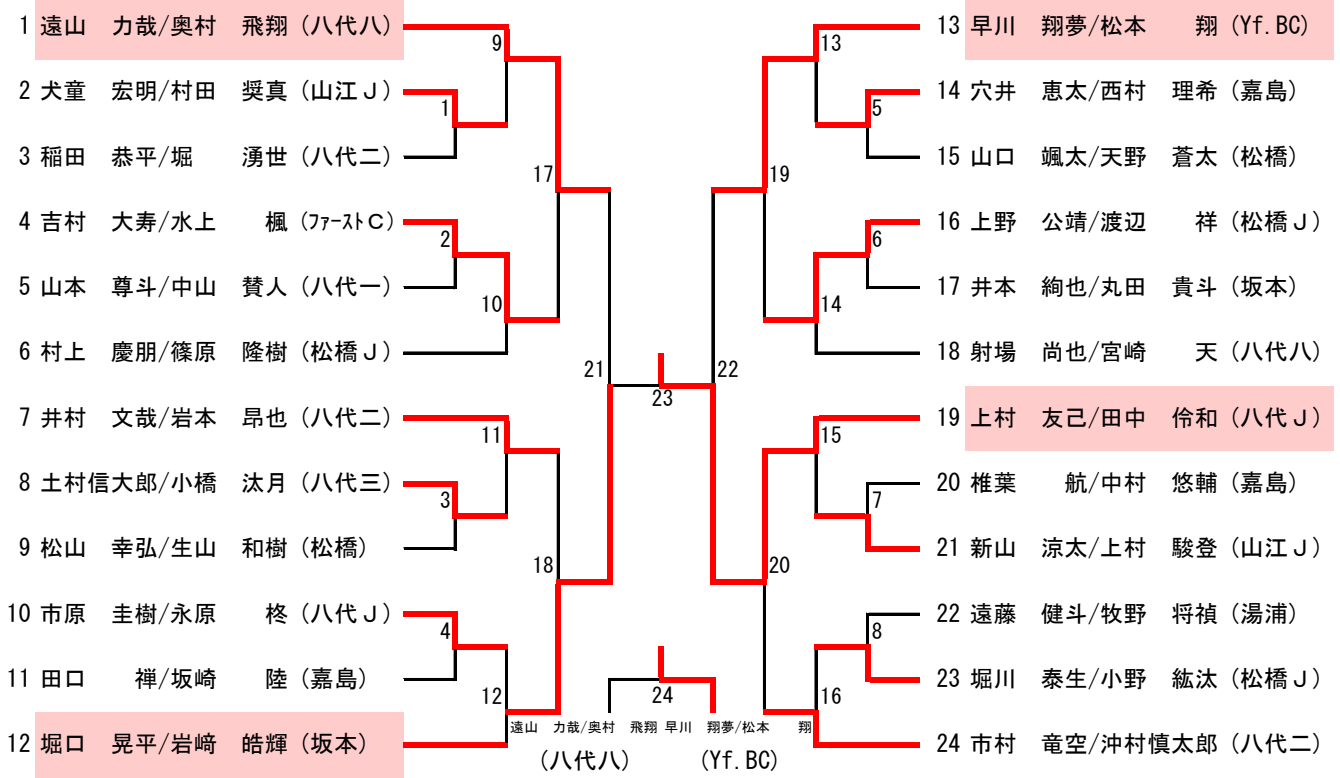 1 遠山　力哉/奥村　飛翔 (八代八)
2 犬童　宏明/村田　奨真 (山江Ｊ)
3 稲田　恭平/堀　　湧世 (八代二)
4 吉村　大寿/水上　　楓 (ﾌｧｰｽﾄＣ)
5 山本　尊斗/中山　賛人 (八代一)
6 村上　慶朋/篠原　隆樹 (松橋Ｊ)
7 井村　文哉/岩本　昂也 (八代二)
8 土村信大郎/小橋　汰月 (八代三)
9 松山　幸弘/生山　和樹 (松橋)
10 市原　圭樹/永原　　柊 (八代Ｊ)
11 田口　　禅/坂崎　　陸 (嘉島)
12 堀口　晃平/岩﨑　皓輝 (坂本)
9
1
17
2
10
21
11
3
18
4
12
23
24
遠山　力哉/奥村　飛翔
(八代八)
早川　翔夢/松本　　翔
(Yf.BC)
13
5
19
6
14
22
15
7
20
8
16
13 早川　翔夢/松本　　翔 (Yf.BC)
14 穴井　恵太/西村　理希 (嘉島)
15 山口　颯太/天野　蒼太 (松橋)
16 上野　公靖/渡辺　　祥 (松橋Ｊ)
17 井本　絢也/丸田　貴斗 (坂本)
18 射場　尚也/宮崎　　天 (八代八)
19 上村　友己/田中　伶和 (八代Ｊ)
20 椎葉　　航/中村　悠輔 (嘉島)
21 新山　涼太/上村　駿登 (山江Ｊ)
22 遠藤　健斗/牧野　将禎 (湯浦)
23 堀川　泰生/小野　紘汰 (松橋Ｊ)
24 市村　竜空/沖村慎太郎 (八代二)